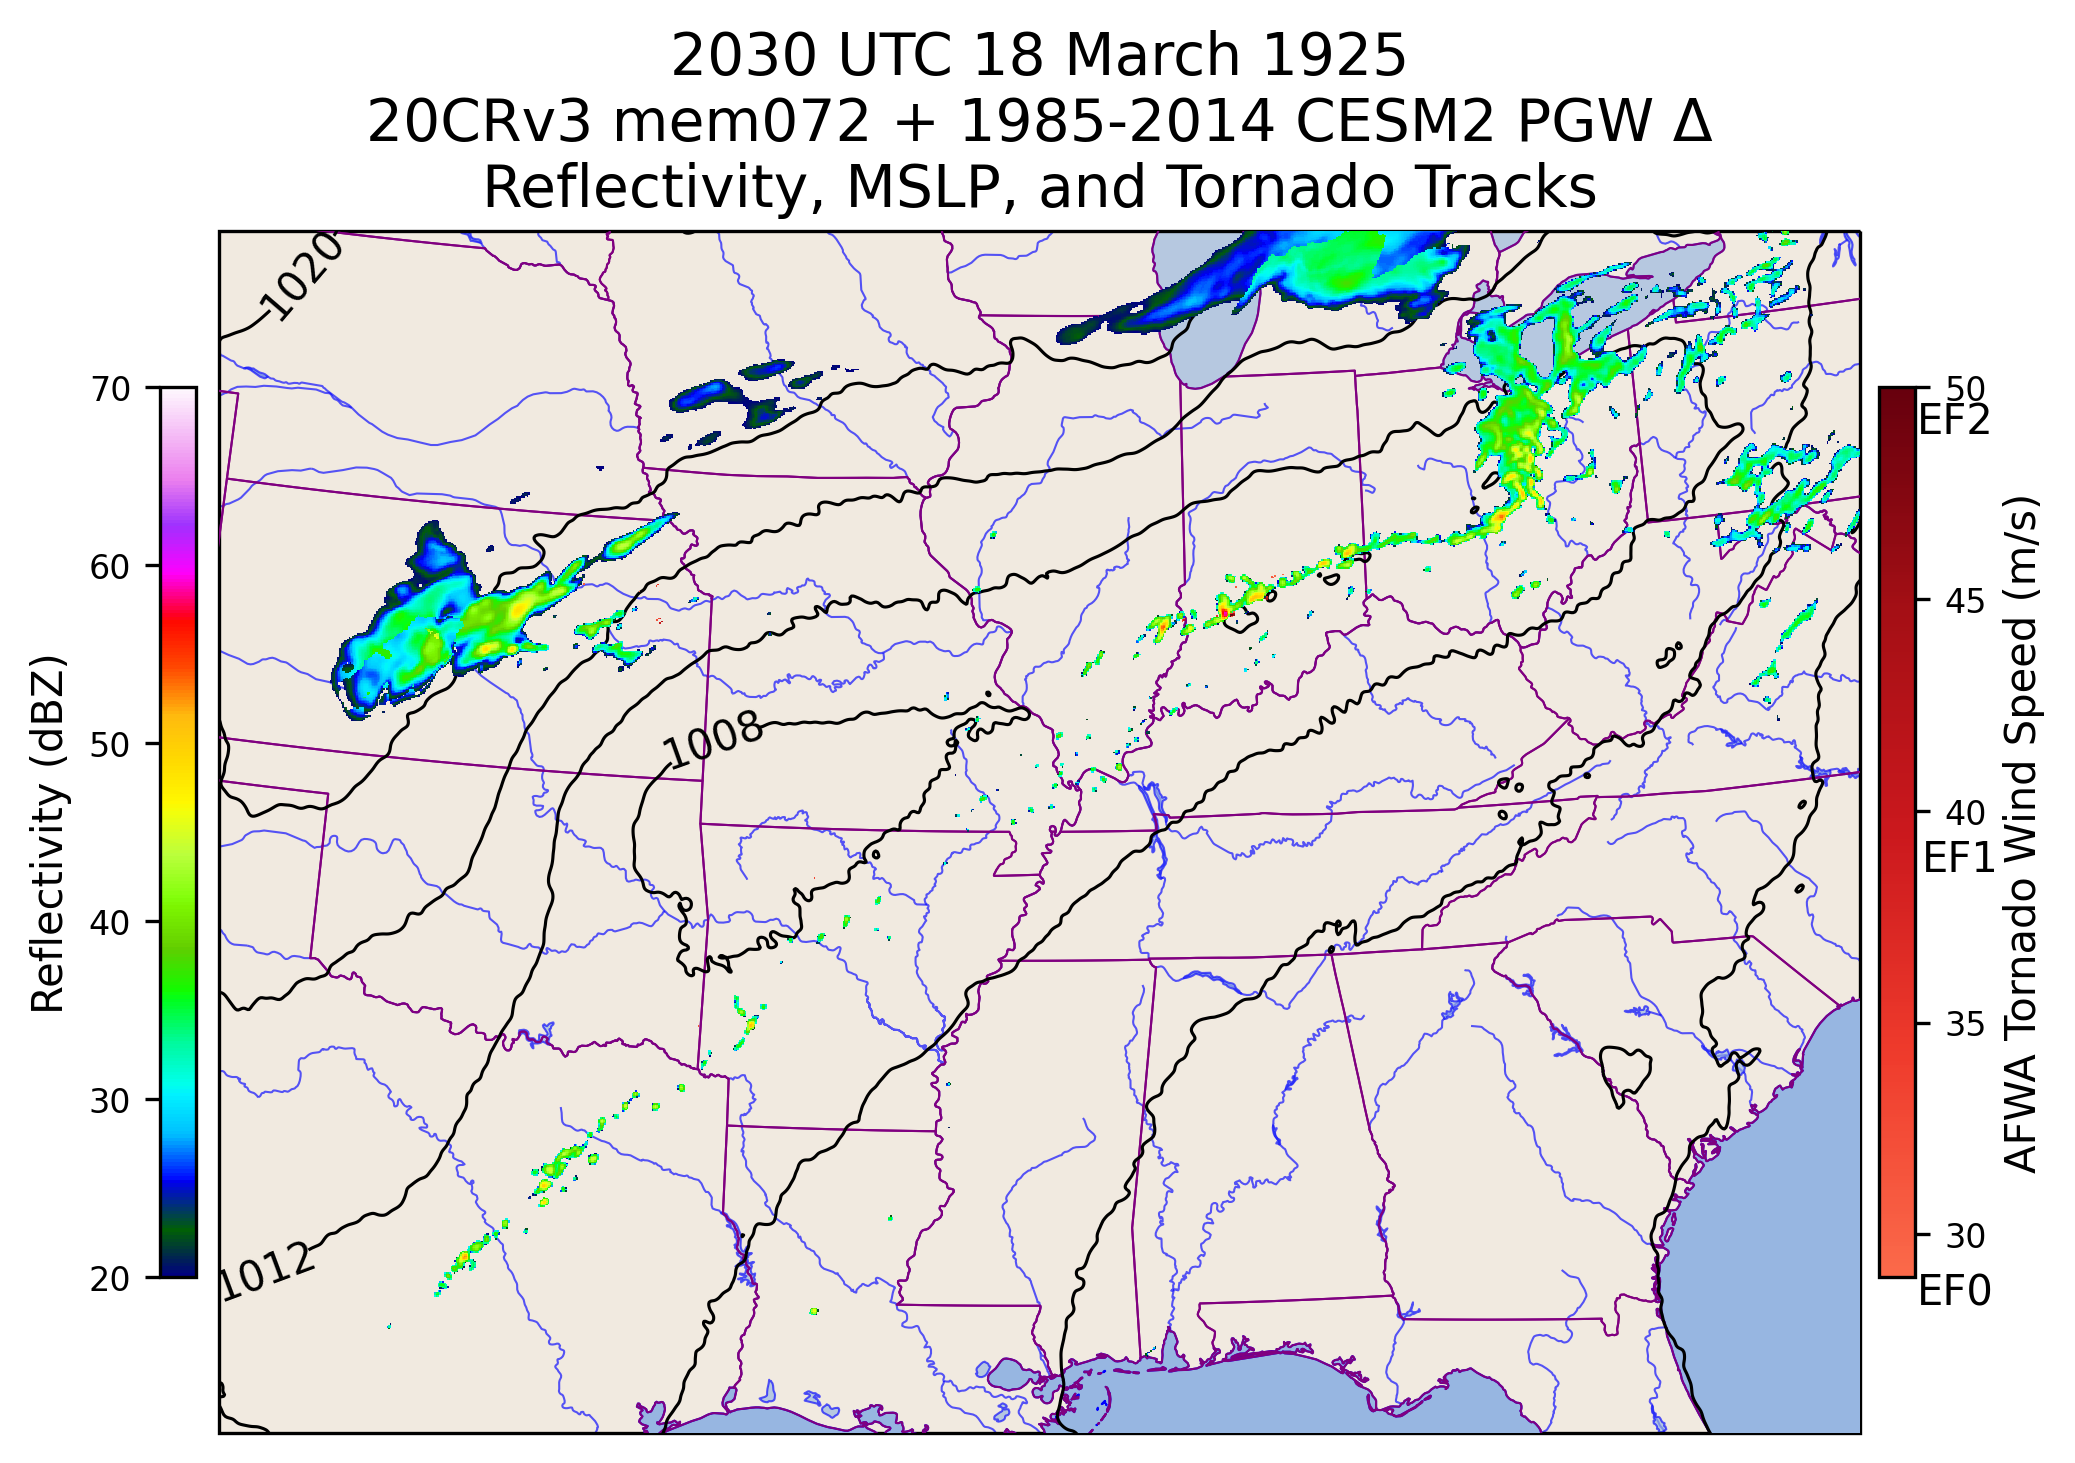 2030 UTC 18 March 1925
20CRv3 mem072 + 1985-2014 CESM2 PGW Δ
Reflectivity, MSLP, and Tornado Tracks
1020
1008
1012
70
60
50
40
30
20
Reflectivity (dBZ)
50
EF2
45
40
EF1
35
30
EF0
AFWA Tornado Wind Speed (m/s)